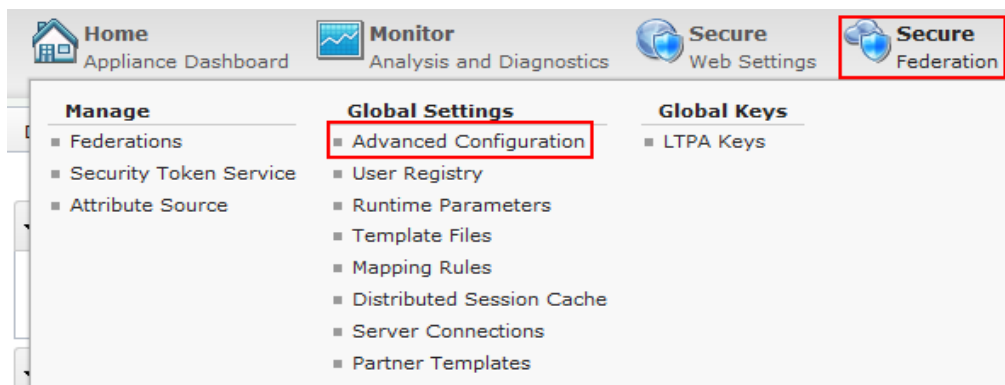 Home
Appliance Dashboard
Monitor
Analysis and Diagnostics
Secure
Web Settings
Secure
Federation
Manage
Federations
Security Token Service
Attribute Source
Global Settings
Advanced Configuration
User Registry
Runtime Parameters
Template Files
Mapping Rules
Distributed Session Cache
Server Connections
Partner Templates
Global Keys
LTPA Keys